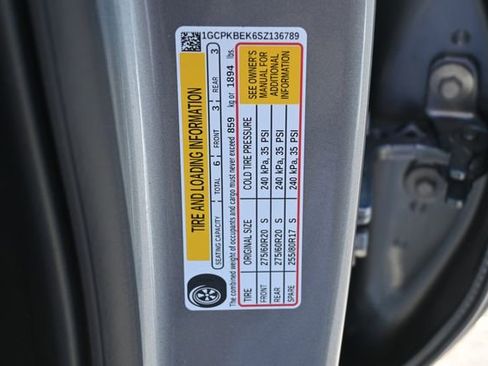 1GCPKBEK6SZ136789
TIRE AND LOADING INFORMATION
SEATING CAPACITY TOTAL 6 FRONT 3 REAR 3
The combined weight of occupants and cargo must never exceed 859 kg or 1894 lbs.
TIRE ORIGINAL SIZE COLD TIRE PRESSURE
FRONT 275/60R20 S 240 kPa, 35 PSI
REAR 275/60R20 S 240 kPa, 35 PSI
SPARE 255/80R17 S 240 kPa, 35 PSI
SEE OWNER'S
MANUAL FOR
ADDITIONAL
INFORMATION